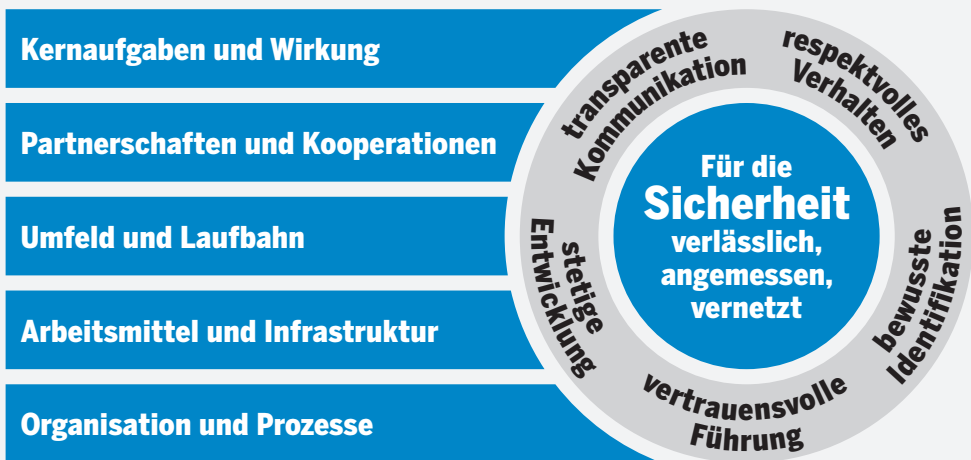 Kernaufgaben und Wirkung
Partnerschaften und Kooperationen
Umfeld und Laufbahn
Arbeitsmittel und Infrastruktur
Organisation und Prozesse
transparente
Kommunikation
respektvolles
Verhalten
bewusste
Identifikation
vertrauensvolle
Führung
stetige
Entwicklung
Für die
Sicherheit
verlässlich,
angemessen,
vernetzt